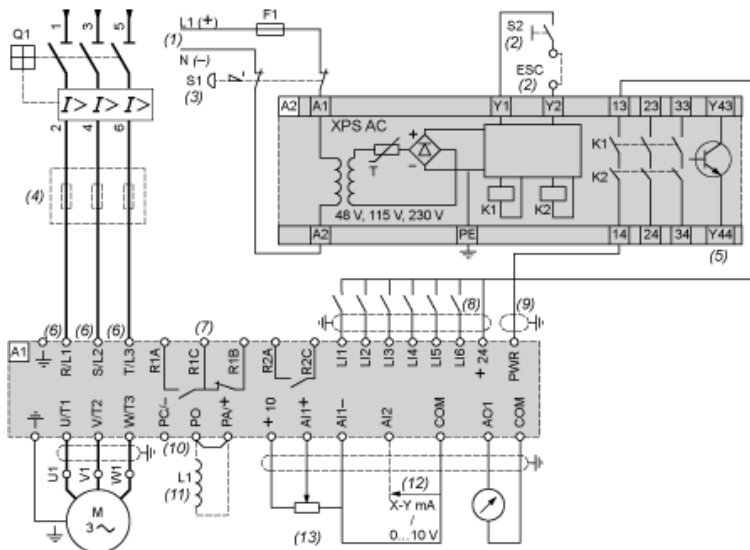 1 3 5
Q1
I> I> I>
2 4 6
(4)
L1 (+) F1
(1)
N (–)
S1
(3)
S2
(2)
ESC
(2)
A2 A1 Y1 Y2 13 23 33 Y43
XPS AC
+
T
–
K1
K2
K1 K2
48 V, 115 V, 230 V
A2 PE 14 24 34 Y44
(5)
(8) (9)
(6) (6) (6) (7)
A1
R/L1 S/L2 T/L3 R1A R1C R1B R2A R2C LI1 LI2 LI3 LI4 LI5 LI6 + 24 PWR
U/T1 V/T2 W/T3 PC/– PO PA/+ + 10 AI1+ AI1– AI2 COM AO1 COM
(10)
U1 V1 W1
L1
(11)
(12)
X-Y mA
/
0...10 V
(13)
M
3 ~